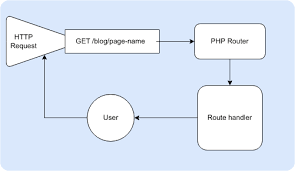 HTTP
Request
GET /blog/page-name
PHP Router
User
Route handler